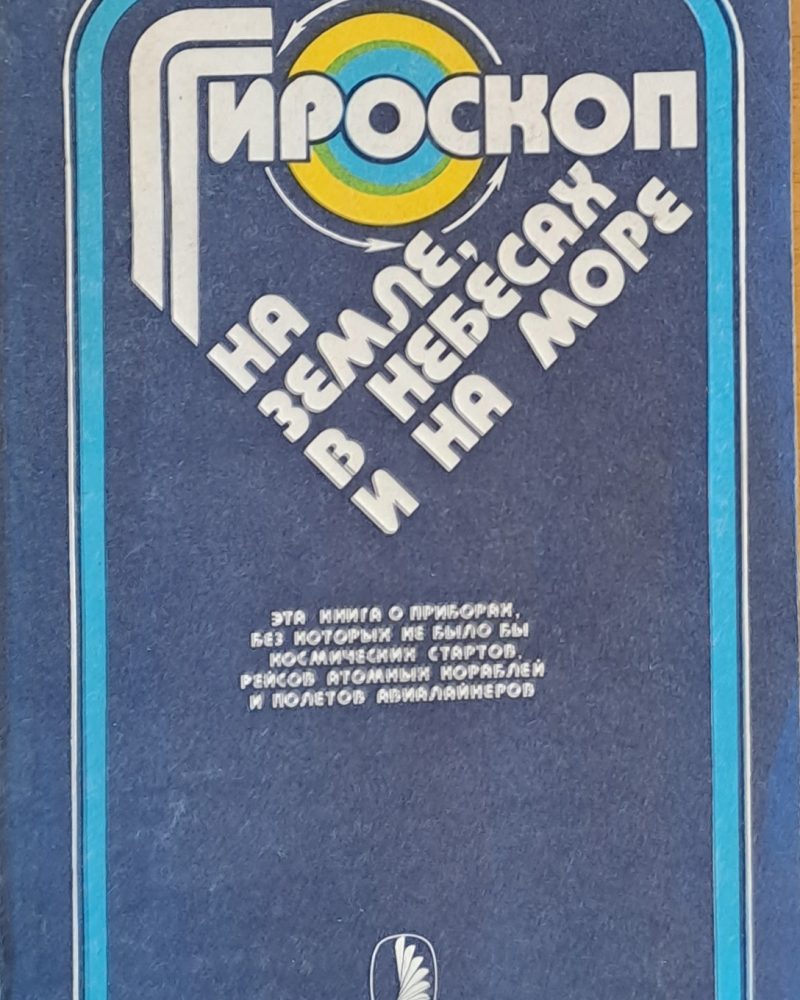 ГИРОСКОП
НА
ЗЕМЛЕ,
В НЕБЕСАХ
И НА МОРЕ
ЭТА КНИГА О ПРИБОРАХ,
БЕЗ КОТОРЫХ НЕ БЫЛО БЫ
КОСМИЧЕСКИХ СТАРТОВ,
РЕЙСОВ АТОМНЫХ КОРАБЛЕЙ
И ПОЛЕТОВ АВИАЛАЙНЕРОВ